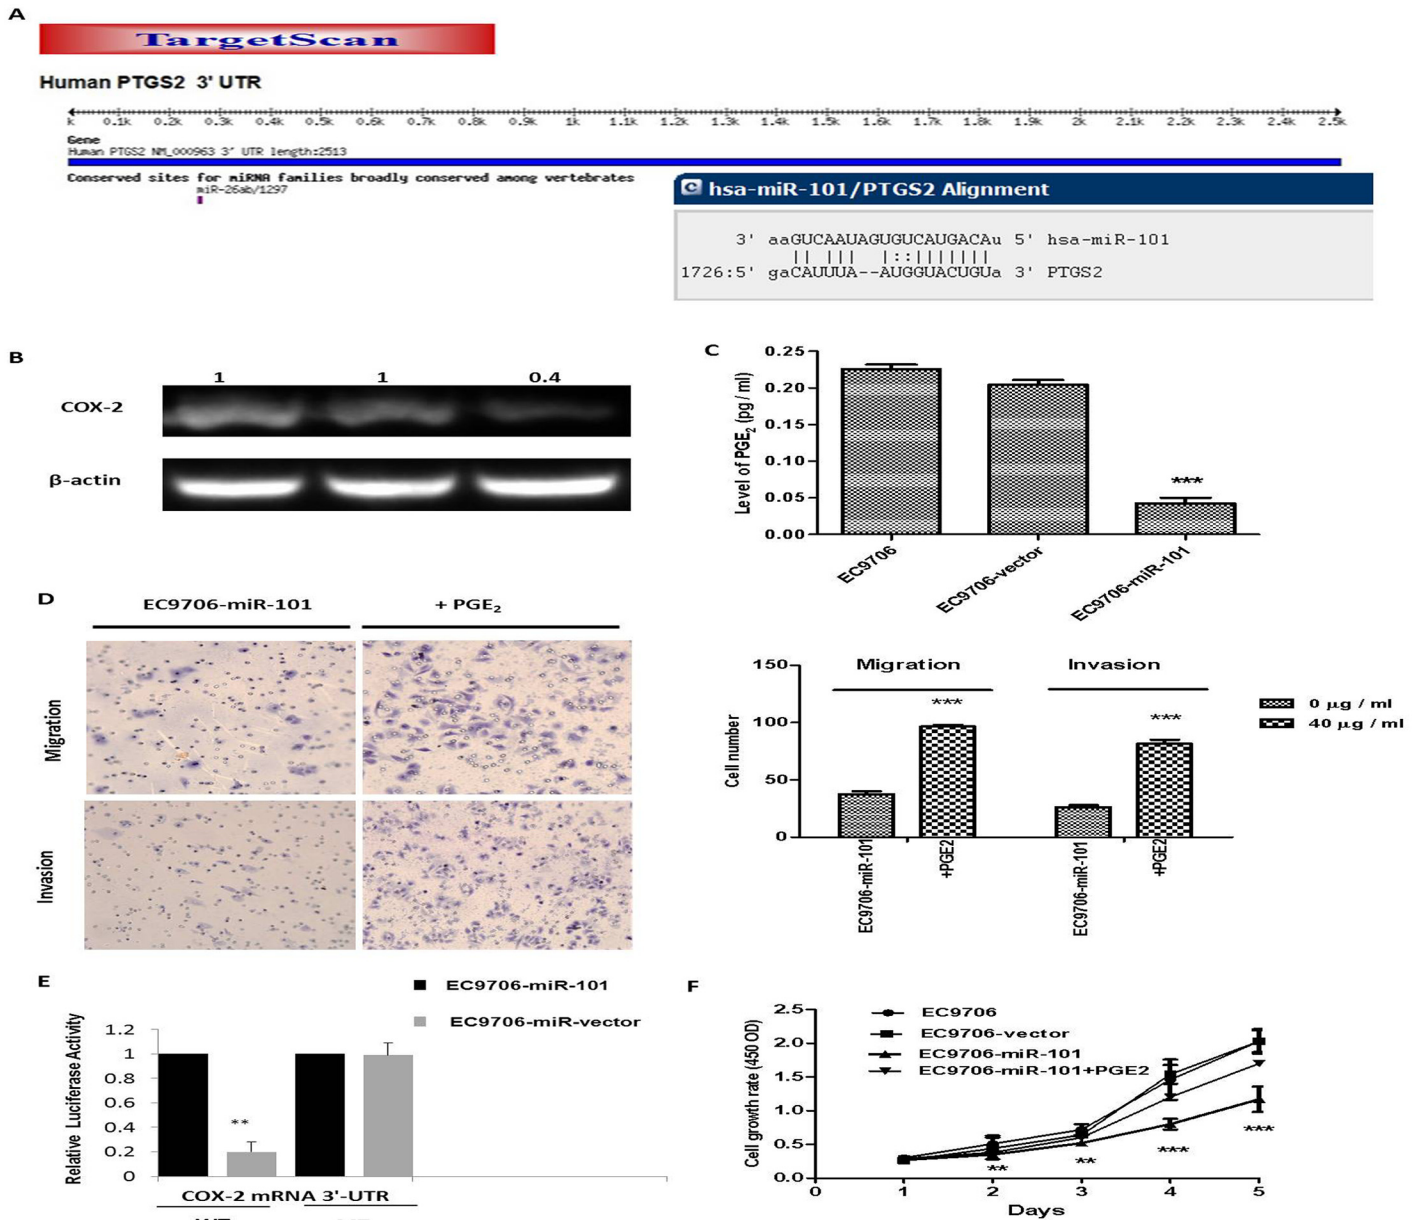 A
TargetScan
Human PTGS2 3' UTR
k 0.1k 0.2k 0.3k 0.4k 0.5k 0.6k 0.7k 0.8k 0.9k 1k 1.1k 1.2k 1.3k 1.4k 1.5k 1.6k 1.7k 1.8k 1.9k 2k 2.1k 2.2k 2.3k 2.4k 2.5k
Gene
Human PTGS2 NM_000963 3' UTR length:2513
Conserved sites for miRNA families broadly conserved among vertebrates
miR-26ab/1297
hsa-miR-101/PTGS2 Alignment
3' aaGUCAAUAGUGUCAUGACAu 5' hsa-miR-101
|| ||| |::|||||||
1726:5' gaCAUUUA--AUGGUACUGUa 3' PTGS2
B
1 1 0.4
COX-2
β-actin
C
Level of PGE2 (pg / ml)
0.25
0.20
0.15
0.10
0.05
0.00
***
EC9706
EC9706-vector
EC9706-miR-101
D
EC9706-miR-101 + PGE2
Migration
Invasion
Cell number
150
100
50
0
Migration Invasion
***
***
EC9706-miR-101
+PGE2
EC9706-miR-101
+PGE2
0 µg / ml
40 µg / ml
E
EC9706-miR-101
EC9706-miR-vector
Relative Luciferase Activity
1.2
1
0.8
0.6
0.4
0.2
0
**
COX-2 mRNA 3'-UTR
F
Cell growth rate (450 OD)
2.5
2.0
1.5
1.0
0.5
0.0
EC9706
EC9706-vector
EC9706-miR-101
EC9706-miR-101+PGE2
** ** *** ***
0 1 2 3 4 5
Days